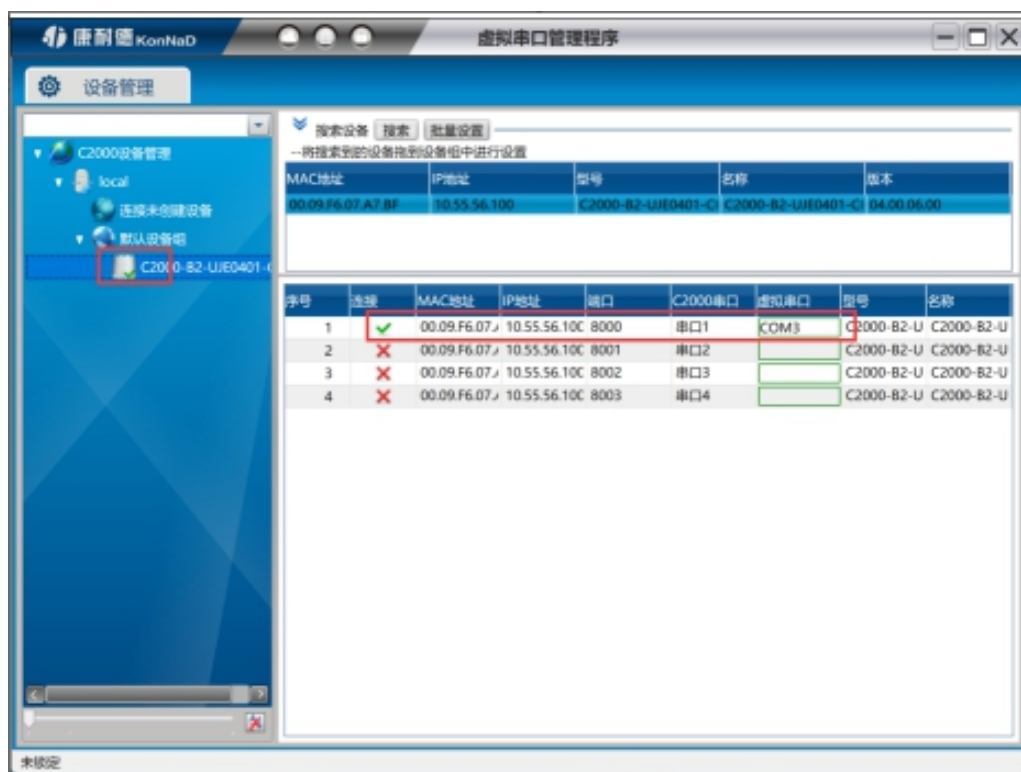 康耐德 KonNaD 虚拟串口管理程序
设备管理
搜索设备 搜索 批量设置
--将搜索到的设备拖到设备组中进行设置
C2000设备管理
local
连接未创建设备
默认设备组
C2000-B2-UJE0401-C
MAC地址 IP地址 型号 名称 版本
00.09.F6.07.A7.BF 10.55.56.100 C2000-B2-UJE0401-C C2000-B2-UJE0401-C 04.00.06.00
序号 连接 MAC地址 IP地址 端口 C2000串口 虚拟串口 型号 名称
1 00.09.F6.07. 10.55.56.10 8000 串口1 COM3 C2000-B2-U C2000-B2-U
2 00.09.F6.07. 10.55.56.10 8001 串口2 C2000-B2-U C2000-B2-U
3 00.09.F6.07. 10.55.56.10 8002 串口3 C2000-B2-U C2000-B2-U
4 00.09.F6.07. 10.55.56.10 8003 串口4 C2000-B2-U C2000-B2-U
未锁定